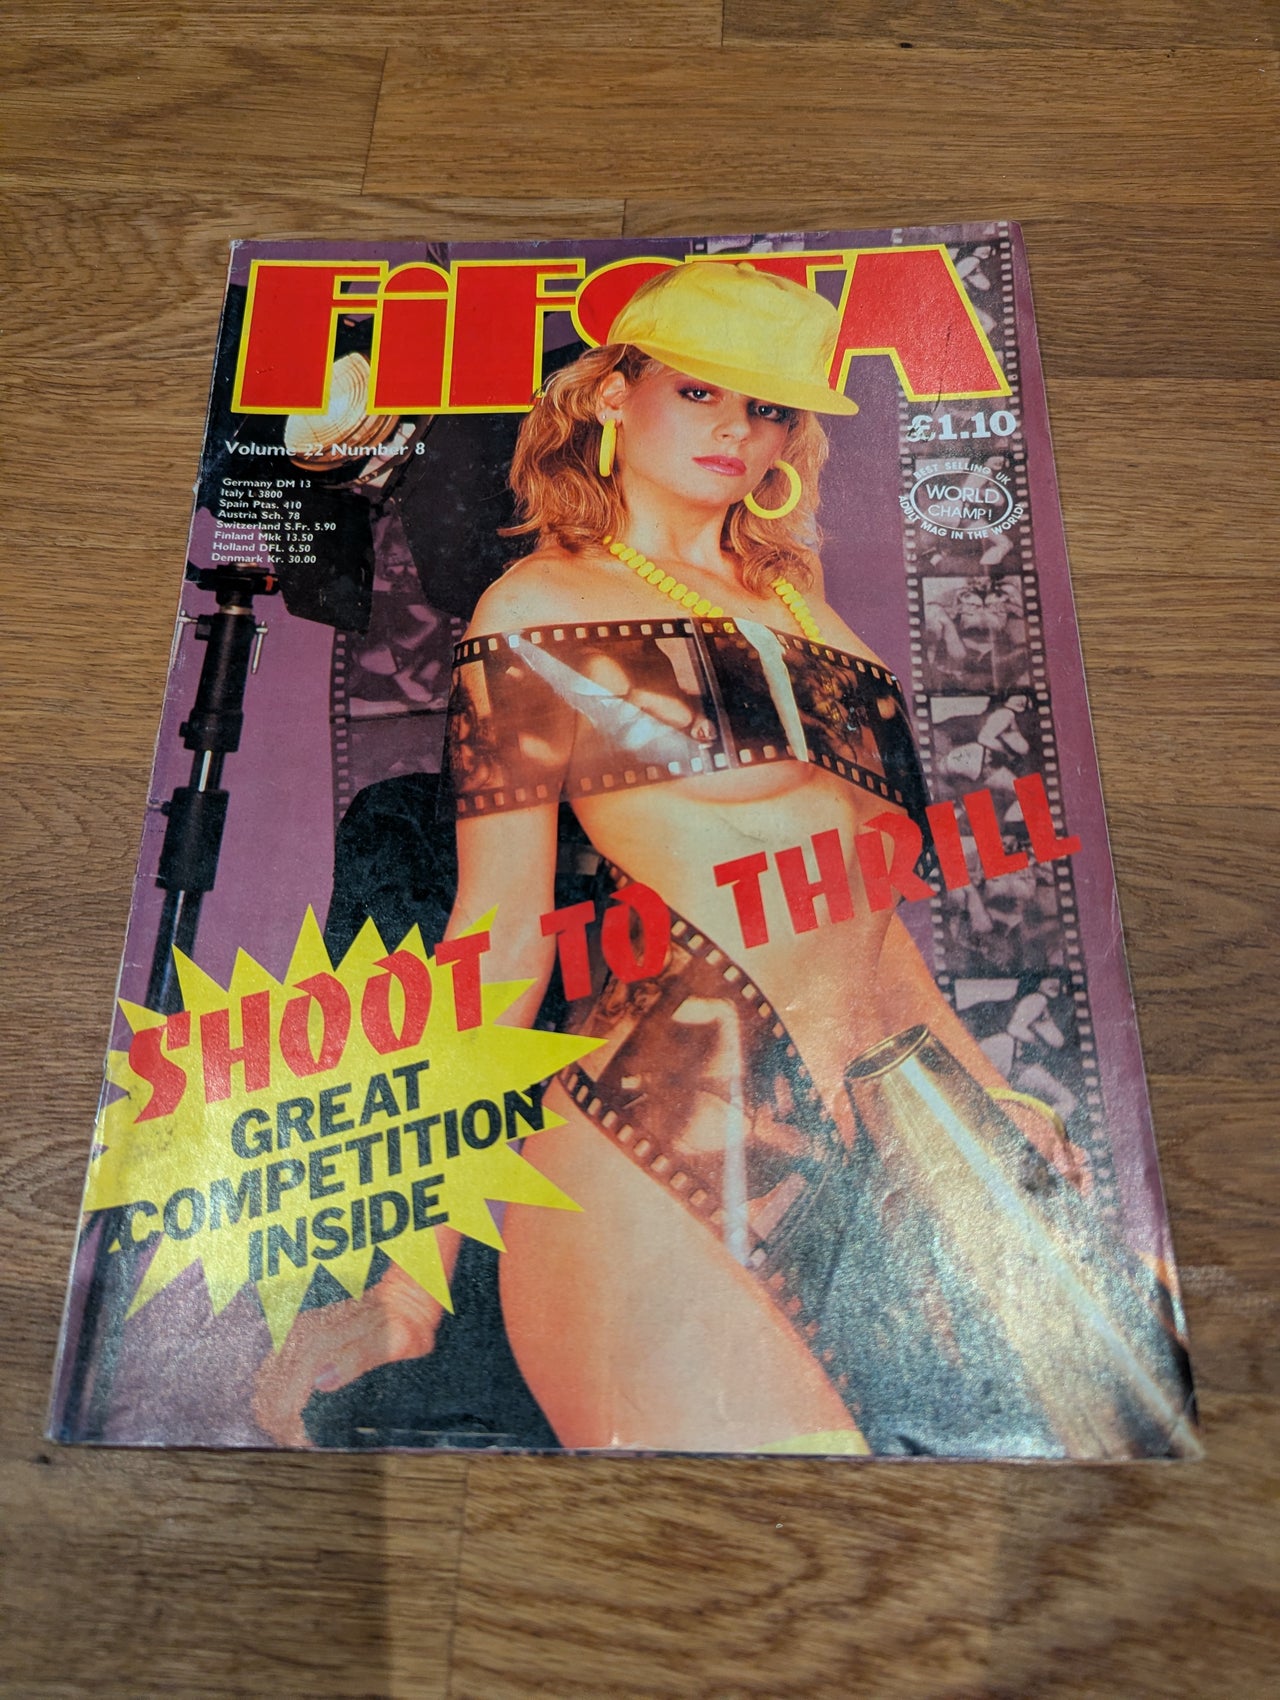 FiESTA
£1.10
Volume 22 Number 8
BEST SELLING UK
WORLD
CHAMP!
ADULT MAG IN THE WORLD!
Germany DM 13
Italy L 3800
Spain Ptas. 410
Austria Sch. 78
Switzerland S.Fr. 5.90
Finland Mkk 13.50
Holland DFL. 6.50
Denmark Kr. 30.00
SHOOT TO THRILL
GREAT
COMPETITION
INSIDE